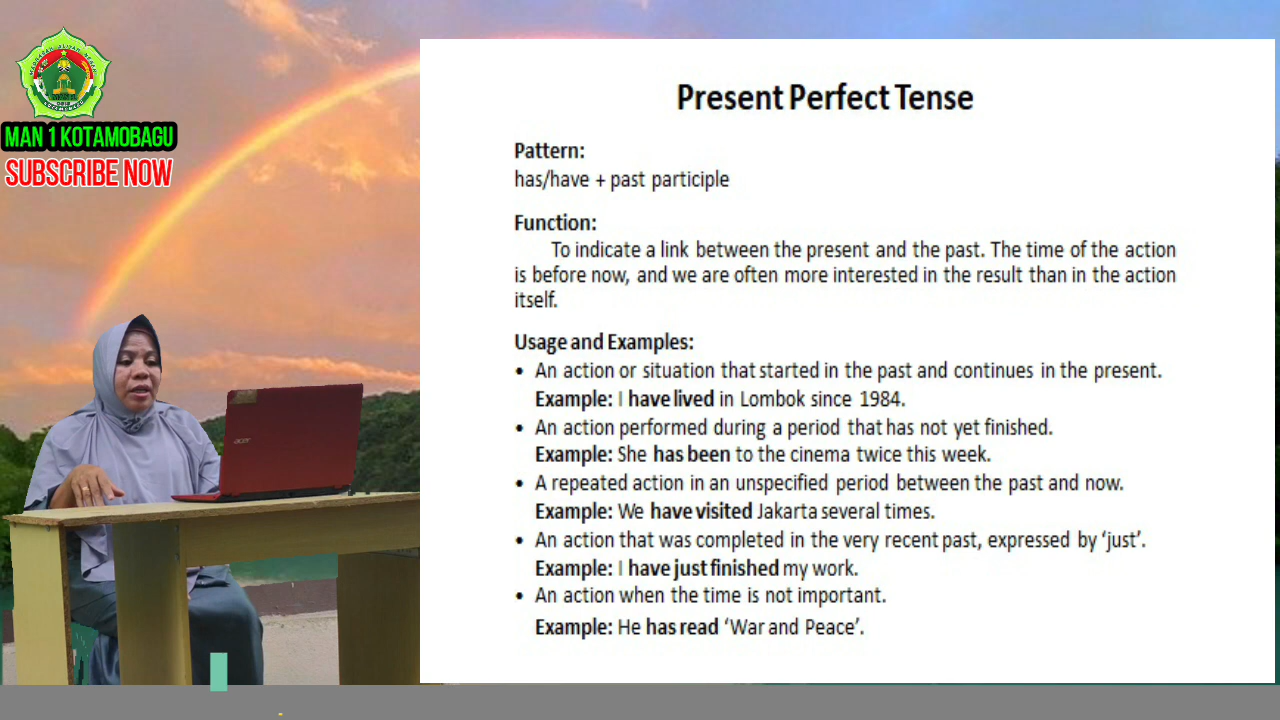 MAN 1 KOTAMOBAGU
SUBSCRIBE NOW
acer
Present Perfect Tense
Pattern:
has/have + past participle
Function:
To indicate a link between the present and the past. The time of the action
is before now, and we are often more interested in the result than in the action
itself.
Usage and Examples:
• An action or situation that started in the past and continues in the present.
Example: I have lived in Lombok since 1984.
• An action performed during a period that has not yet finished.
Example: She has been to the cinema twice this week.
• A repeated action in an unspecified period between the past and now.
Example: We have visited Jakarta several times.
• An action that was completed in the very recent past, expressed by ‘just’.
Example: I have just finished my work.
• An action when the time is not important.
Example: He has read ‘War and Peace’.